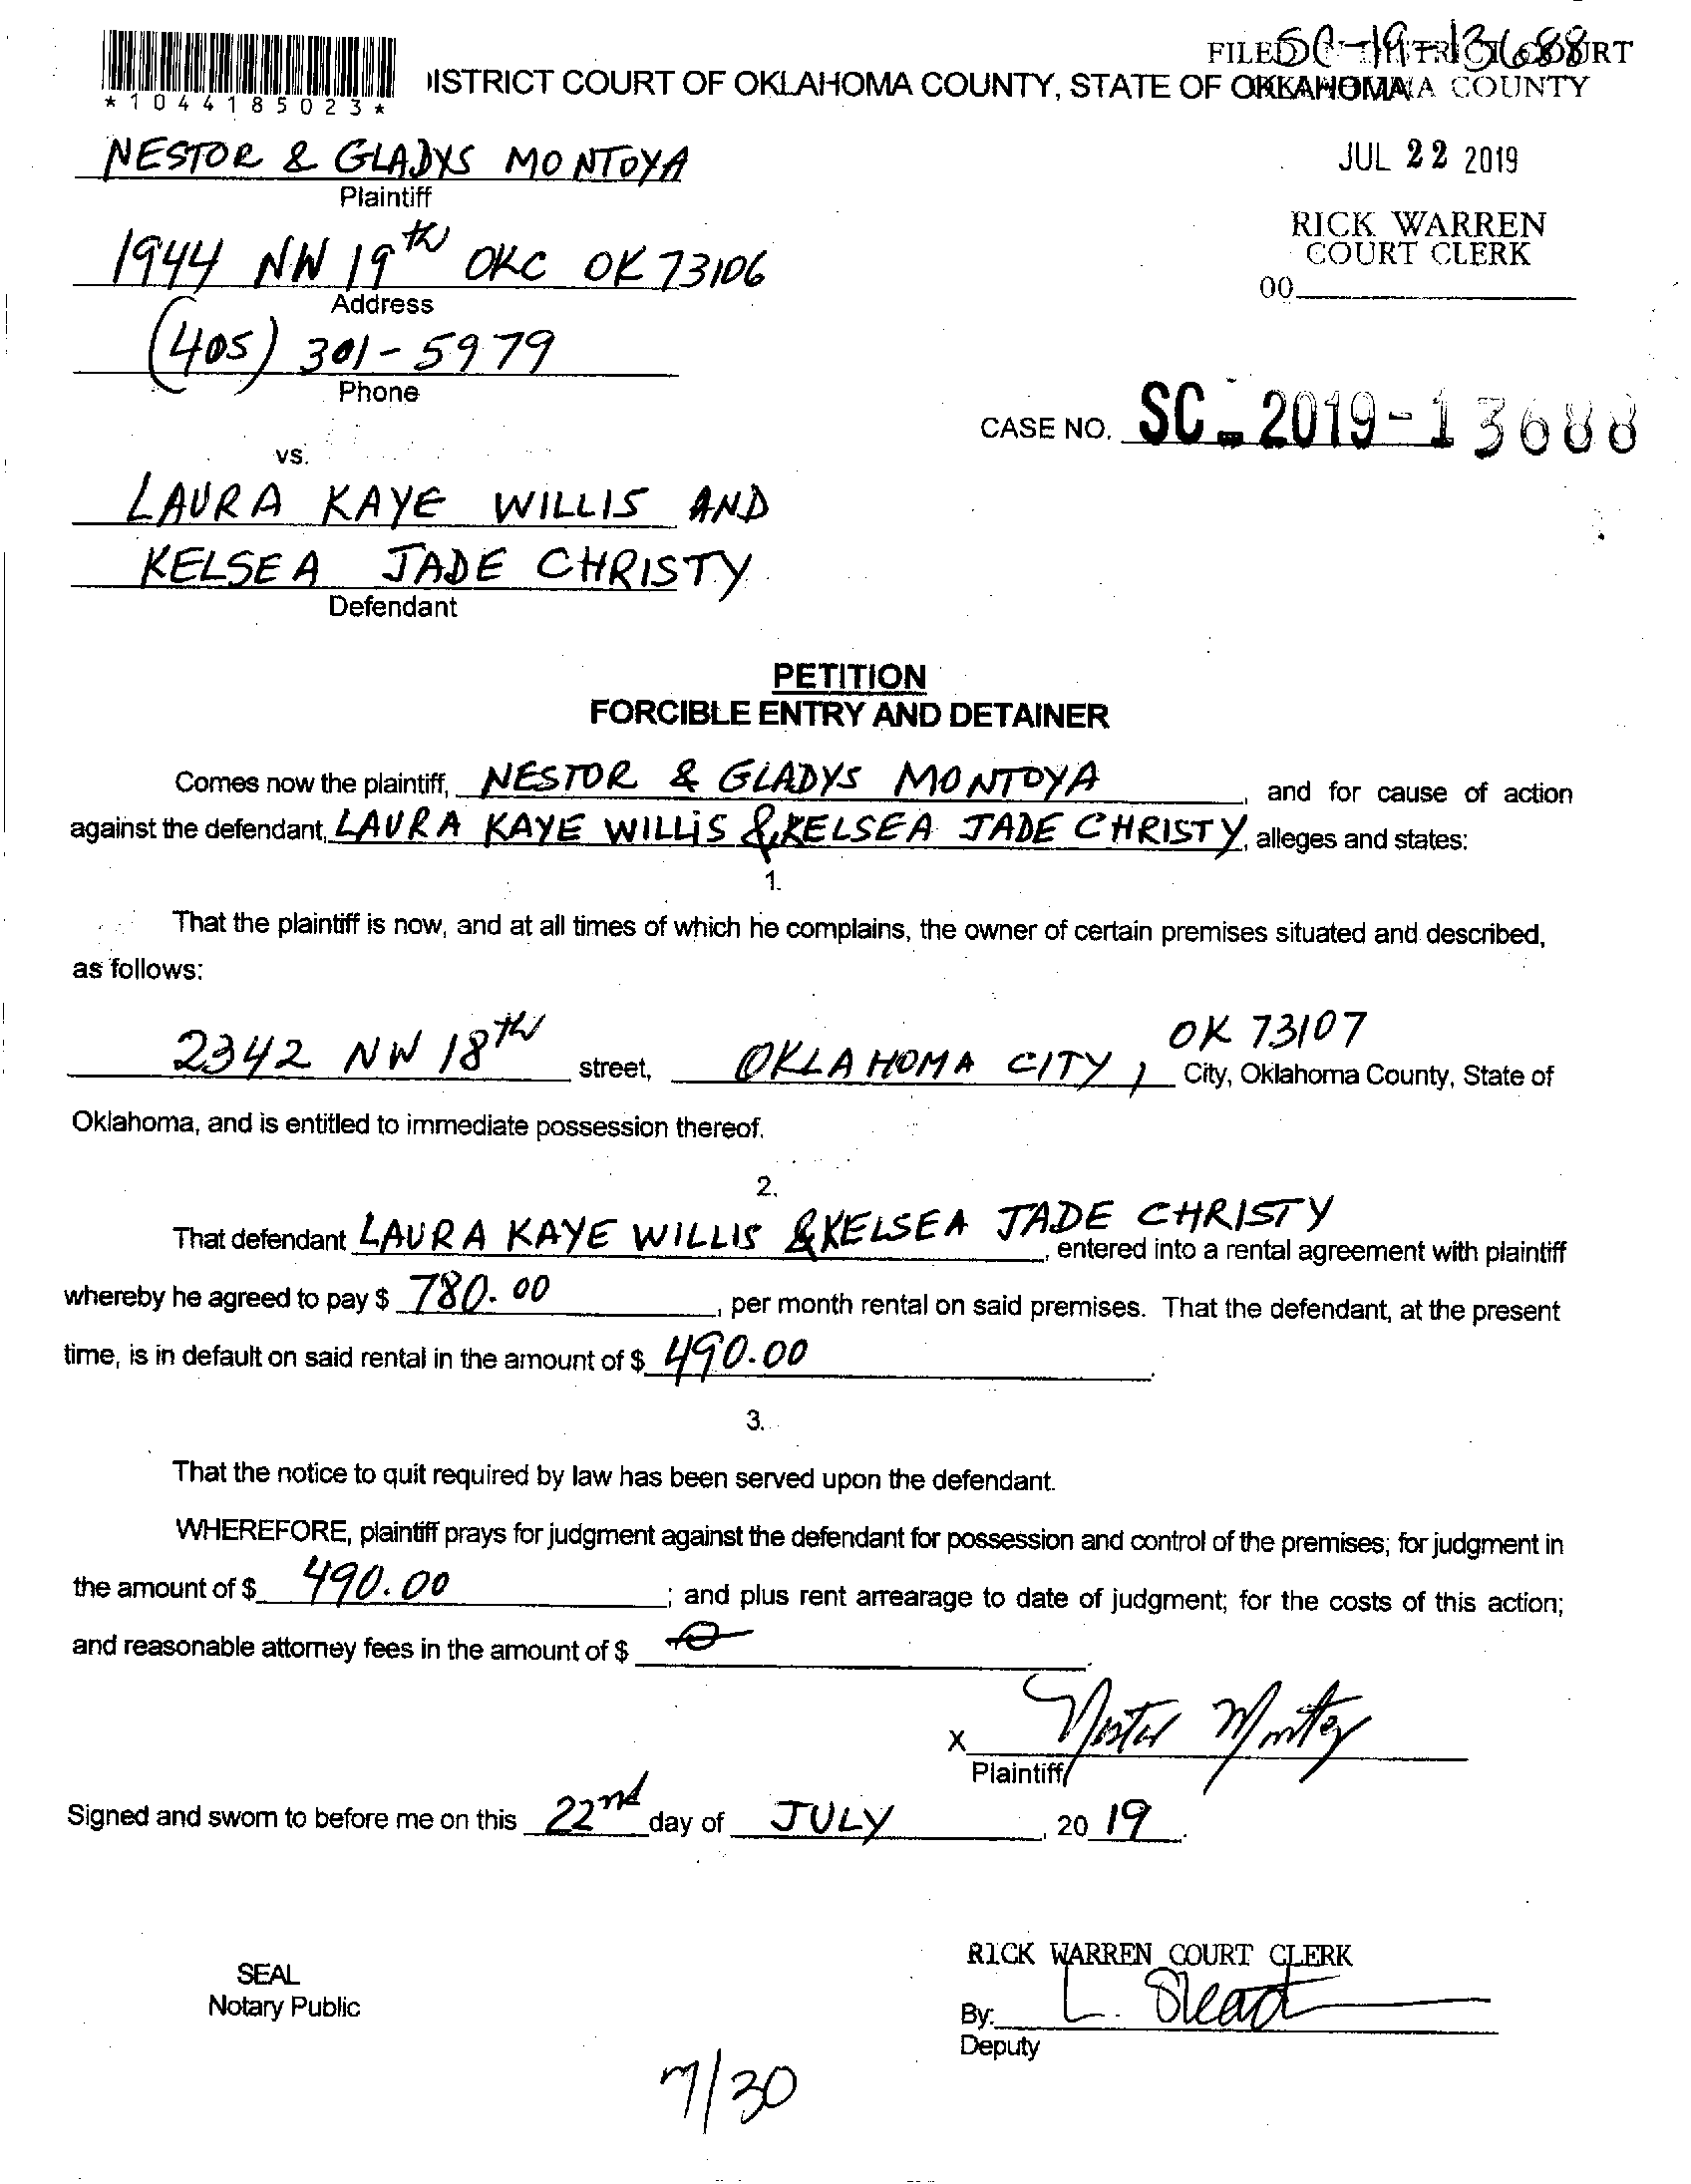 SC-19-13688
FILED DISTRICT COURT
DISTRICT COURT OF OKLAHOMA COUNTY, STATE OF OKLAHOMA COUNTY
*1044185023*
NESTOR & GLADYS MONTOYA
Plaintiff
JUL 22 2019
1944 NW 19th OKC OK 73106
Address
RICK WARREN
COURT CLERK
00
(405) 301-5979
Phone
CASE NO. SC-2019-13688
vs.
LAURA KAYE WILLIS AND
KELSEA JADE CHRISTY
Defendant
PETITION
FORCIBLE ENTRY AND DETAINER
Comes now the plaintiff, NESTOR & GLADYS MONTOYA, and for cause of action
against the defendant, LAURA KAYE WILLIS & KELSEA JADE CHRISTY, alleges and states:
1.
That the plaintiff is now, and at all times of which he complains, the owner of certain premises situated and described,
as follows:
2342 NW 18th street, OKLAHOMA CITY, OK 73107 City, Oklahoma County, State of
Oklahoma, and is entitled to immediate possession thereof.
2.
That defendant LAURA KAYE WILLIS & KELSEA JADE CHRISTY, entered into a rental agreement with plaintiff
whereby he agreed to pay $ 780.00, per month rental on said premises. That the defendant, at the present
time, is in default on said rental in the amount of $ 490.00.
3.
That the notice to quit required by law has been served upon the defendant.
WHEREFORE, plaintiff prays for judgment against the defendant for possession and control of the premises; for judgment in
the amount of $ 490.00; and plus rent arrearage to date of judgment; for the costs of this action;
and reasonable attorney fees in the amount of $ 0.
X Nestor Montoya
Plaintiff
Signed and sworn to before me on this 22nd day of JULY, 2019.
RICK WARREN COURT CLERK
SEAL
Notary Public
By: L.
Deputy
7/30